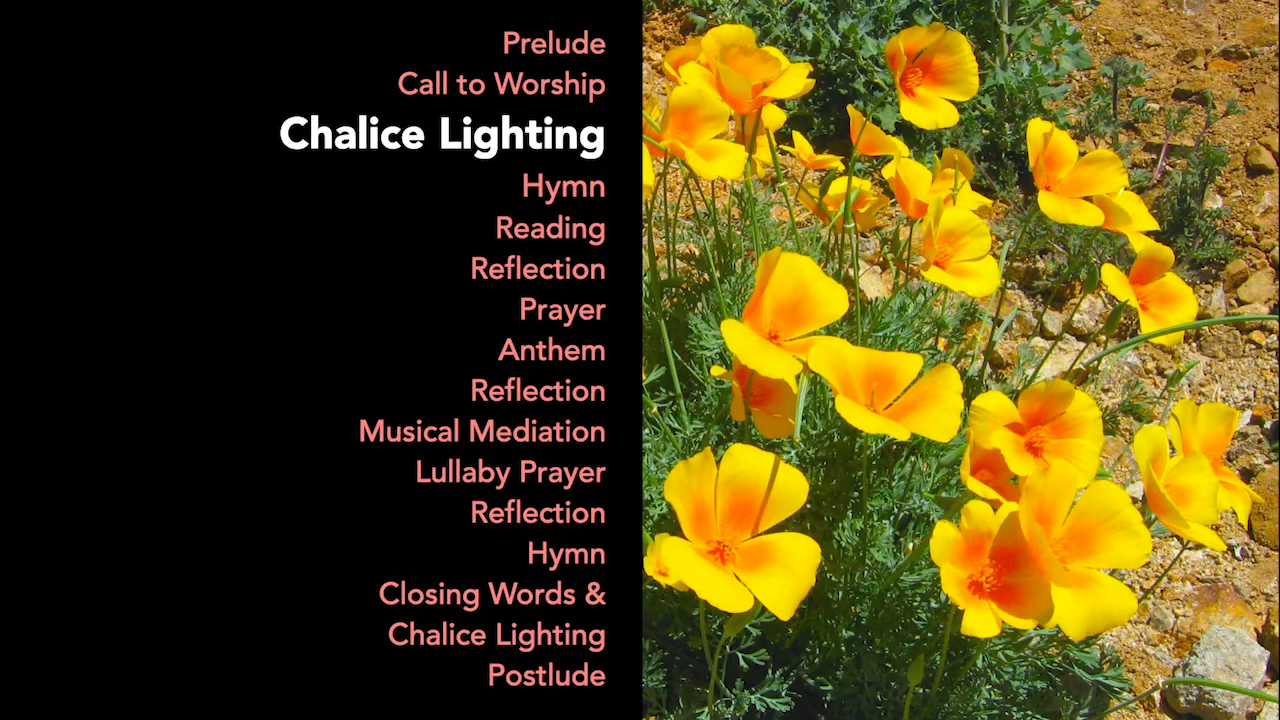 Prelude
Call to Worship
Chalice Lighting
Hymn
Reading
Reflection
Prayer
Anthem
Reflection
Musical Mediation
Lullaby Prayer
Reflection
Hymn
Closing Words &
Chalice Lighting
Postlude